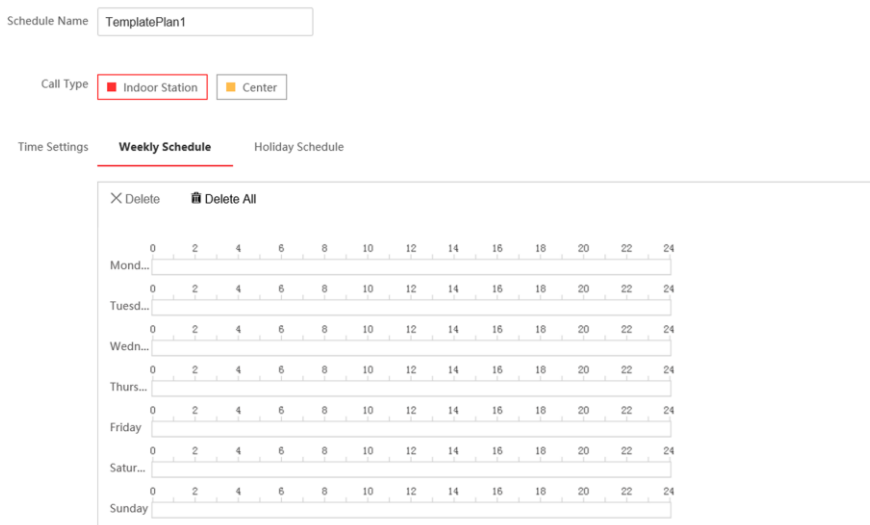 Schedule Name TemplatePlan1
Call Type Indoor Station Center
Time Settings Weekly Schedule Holiday Schedule
Delete Delete All
0 2 4 6 8 10 12 14 16 18 20 22 24
Mond...
0 2 4 6 8 10 12 14 16 18 20 22 24
Tuesd...
0 2 4 6 8 10 12 14 16 18 20 22 24
Wedn...
0 2 4 6 8 10 12 14 16 18 20 22 24
Thurs...
0 2 4 6 8 10 12 14 16 18 20 22 24
Friday
0 2 4 6 8 10 12 14 16 18 20 22 24
Satur...
0 2 4 6 8 10 12 14 16 18 20 22 24
Sunday